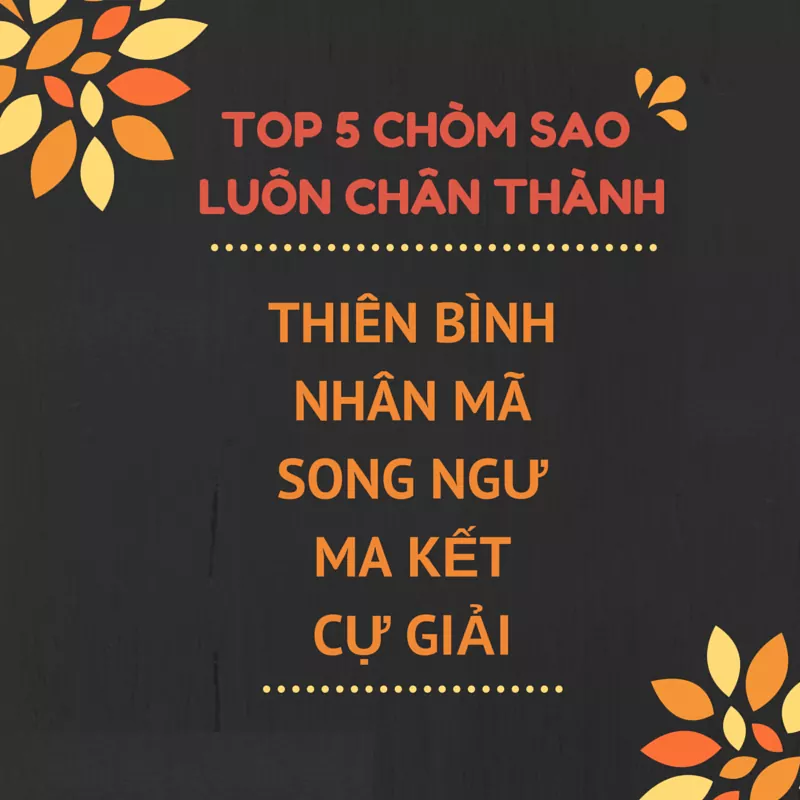 TOP 5 CHÒM SAO
LUÔN CHÂN THÀNH
THIÊN BÌNH
NHÂN MÃ
SONG NGƯ
MA KẾT
CỰ GIẢI